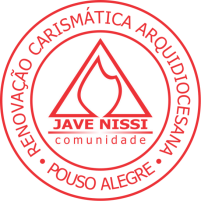 • RENOVAÇÃO CARISMÁTICA ARQUIDIOCESANA •
JAVE NISSI
comunidade
POUSO ALEGRE